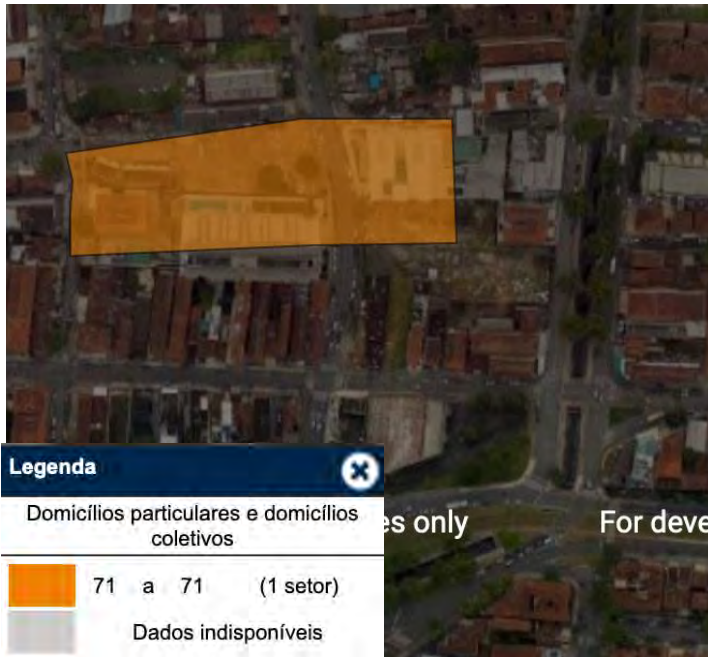 Legenda
Domicílios particulares e domicílios
coletivos
es only
For deve
71 a 71 (1 setor)
Dados indisponíveis